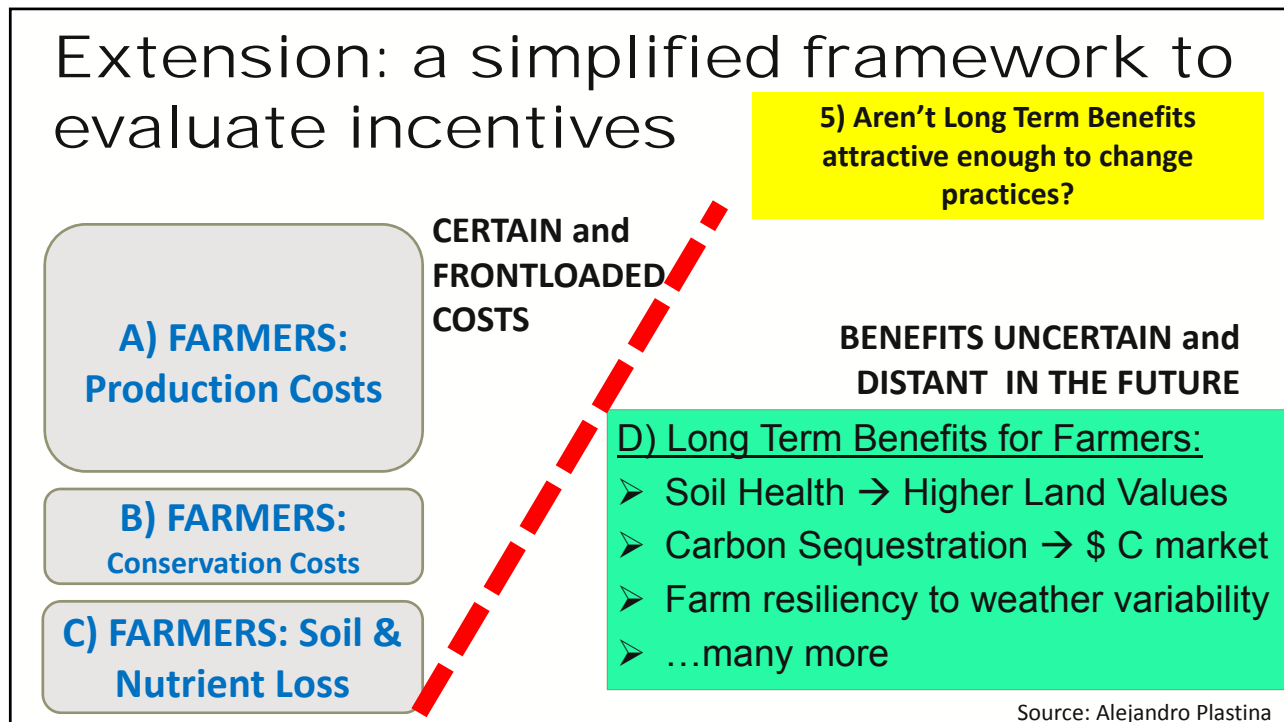 Extension: a simplified framework to
evaluate incentives
5) Aren’t Long Term Benefits
attractive enough to change
practices?
CERTAIN and
FRONTLOADED
COSTS
A) FARMERS:
Production Costs
B) FARMERS:
Conservation Costs
C) FARMERS: Soil &
Nutrient Loss
BENEFITS UNCERTAIN and
DISTANT IN THE FUTURE
D) Long Term Benefits for Farmers:
➢ Soil Health → Higher Land Values
➢ Carbon Sequestration → $ C market
➢ Farm resiliency to weather variability
➢ …many more
Source: Alejandro Plastina